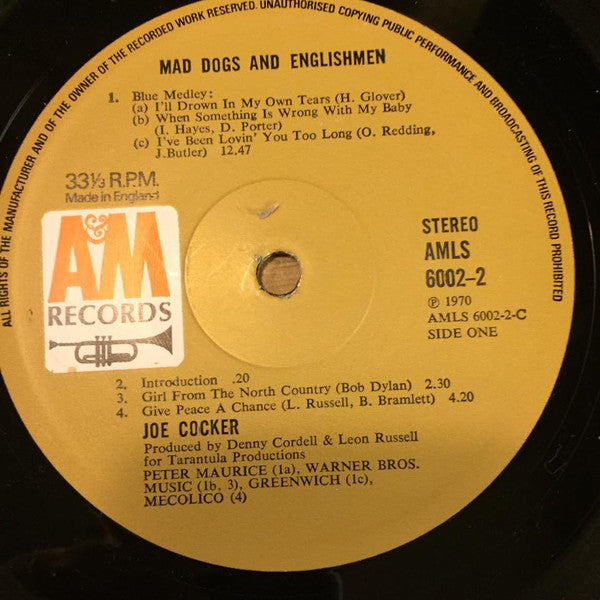 ALL RIGHTS OF THE MANUFACTURER AND OF THE OWNER OF THE RECORDED WORK RESERVED. UNAUTHORISED COPYING PUBLIC PERFORMANCE AND BROADCASTING OF THIS RECORD PROHIBITED
MAD DOGS AND ENGLISHMEN
1. Blue Medley:
(a) I'll Drown In My Own Tears (H. Glover)
(b) When Something Is Wrong With My Baby
(I. Hayes, D. Porter)
(c) I've Been Lovin' You Too Long (O. Redding,
J.Butler) 12.47
33⅓ R.P.M.
Made in England
A&M
RECORDS
STEREO
AMLS
6002-2
℗ 1970
AMLS 6002-2-C
SIDE ONE
2. Introduction .20
3. Girl From The North Country (Bob Dylan) 2.30
4. Give Peace A Chance (L. Russell, B. Bramlett) 4.20
JOE COCKER
Produced by Denny Cordell & Leon Russell
for Tarantula Productions
PETER MAURICE (1a), WARNER BROS.
MUSIC (1b, 3), GREENWICH (1c),
MECOLICO (4)